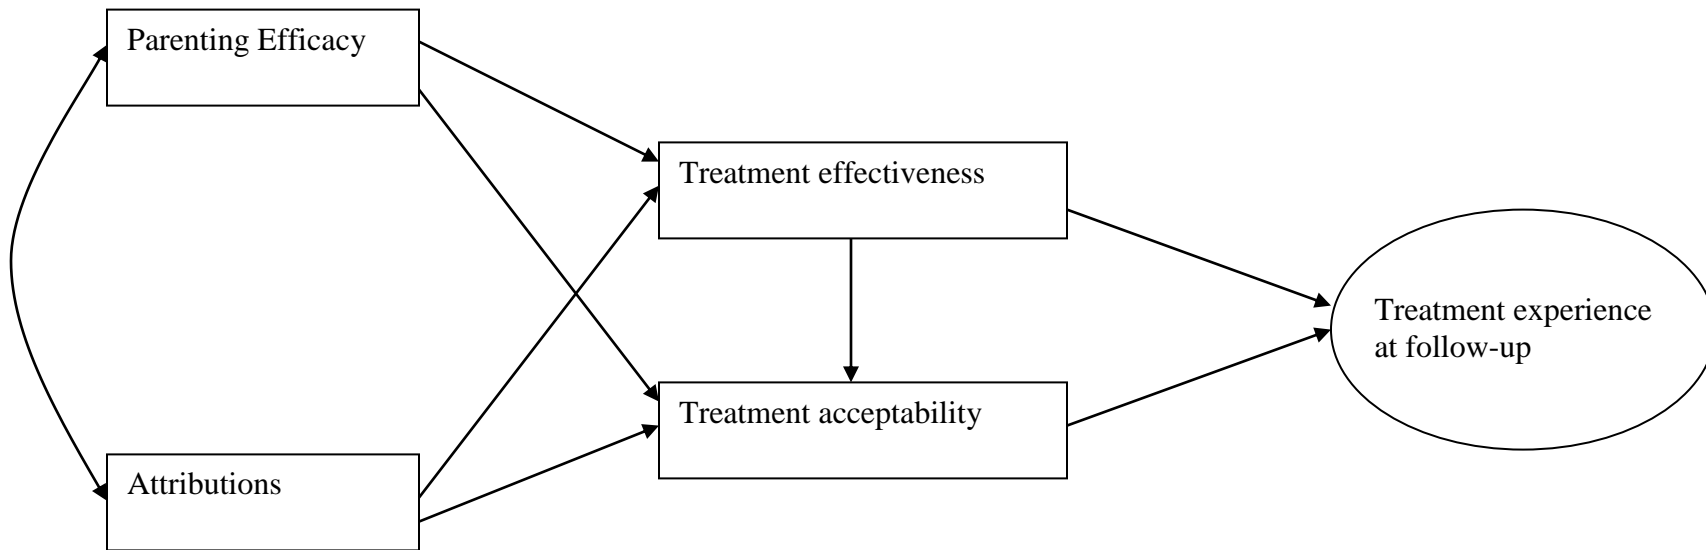 Parenting Efficacy
Treatment effectiveness
Treatment experience
at follow-up
Treatment acceptability
Attributions